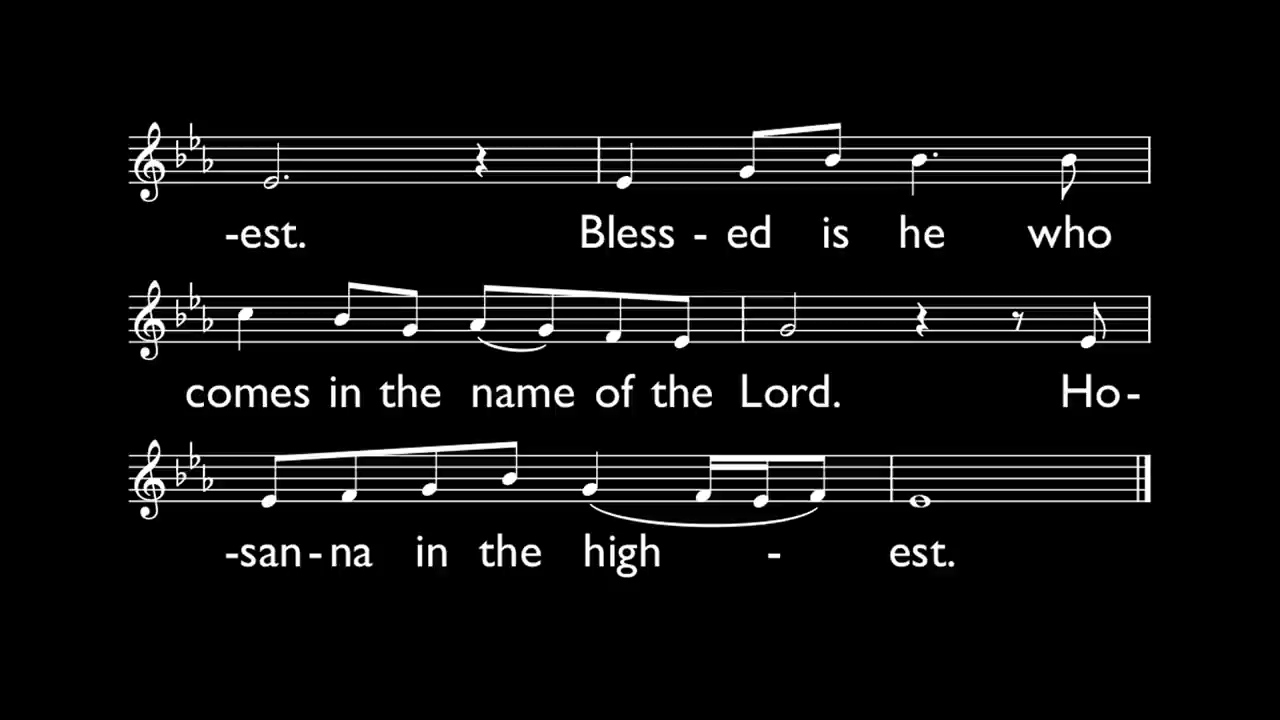 -est. Bless - ed is he who
comes in the name of the Lord. Ho-
-san-na in the high - est.